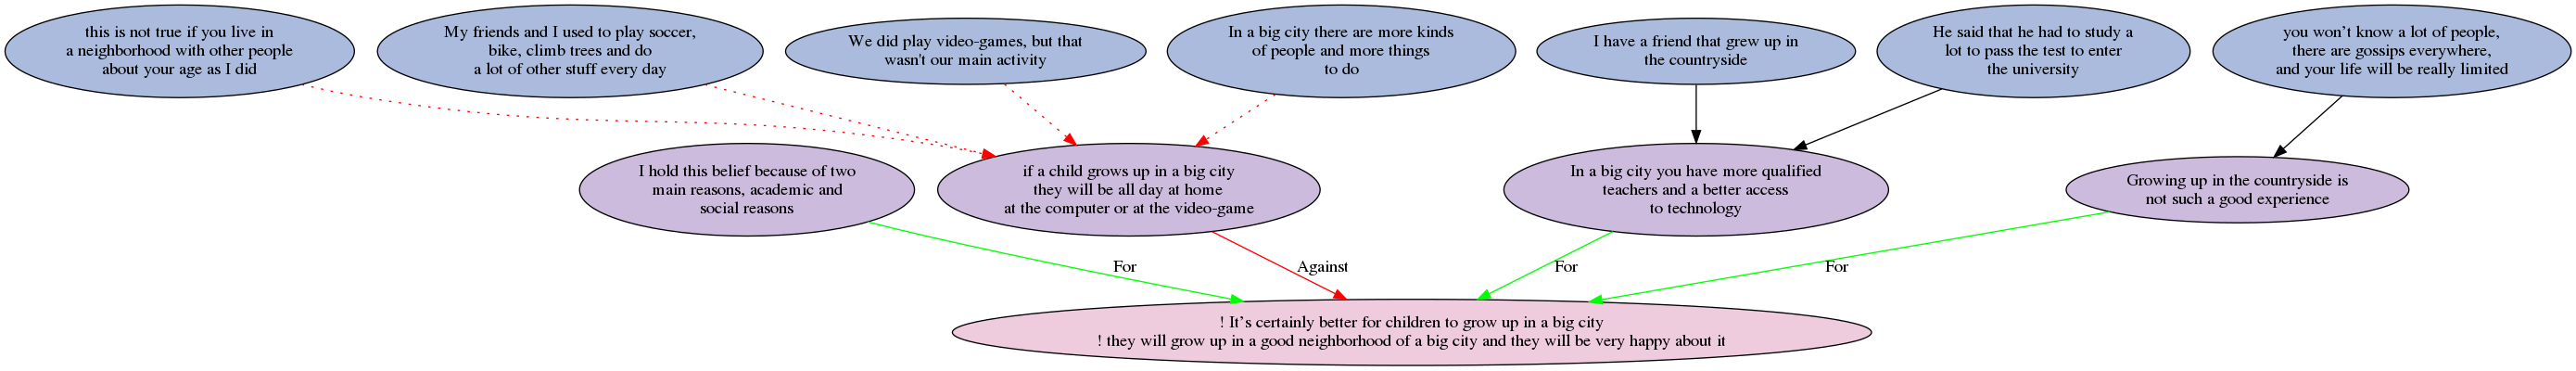 this is not true if you live in
a neighborhood with other people
about your age as I did
My friends and I used to play soccer,
bike, climb trees and do
a lot of other stuff every day
We did play video-games, but that
wasn't our main activity
In a big city there are more kinds
of people and more things
to do
I have a friend that grew up in
the countryside
He said that he had to study a
lot to pass the test to enter
the university
you won’t know a lot of people,
there are gossips everywhere,
and your life will be really limited
I hold this belief because of two
main reasons, academic and
social reasons
if a child grows up in a big city
they will be all day at home
at the computer or at the video-game
In a big city you have more qualified
teachers and a better access
to technology
Growing up in the countryside is
not such a good experience
For
Against
For
For
! It’s certainly better for children to grow up in a big city
! they will grow up in a good neighborhood of a big city and they will be very happy about it